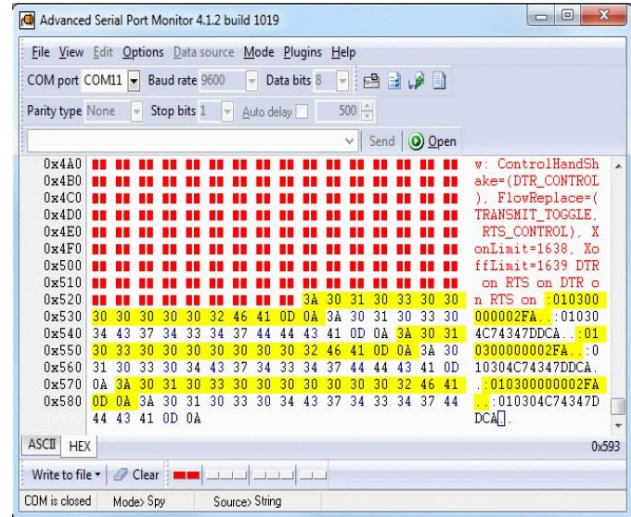 Advanced Serial Port Monitor 4.1.2 build 1019
File View Edit Options Data source Mode Plugins Help
COM port COM11 Baud rate 9600 Data bits 8
Parity type None Stop bits 1 Auto delay 500
Send Open
0x4A0 w: ControlHandSh
0x4B0 ake=(DTR_CONTROL
0x4C0 ), FlowReplace=(
0x4D0 TRANSMIT_TOGGLE,
0x4E0 RTS_CONTROL), X
0x4F0 onLimit=1638, Xo
0x500 ffLimit=1639 DTR
0x510 on RTS on DTR o
0x520 3A 30 31 30 33 30 30 n RTS on :010300
0x530 30 30 30 30 30 32 46 41 0D 0A 3A 30 31 30 33 30 000002FA..:01030
0x540 34 43 37 34 33 34 37 44 44 43 41 0D 0A 3A 30 31 4C74347DDCA..:01
0x550 30 33 30 30 30 30 30 30 32 46 41 0D 0A 3A 30 0300000002FA..:0
0x560 31 30 33 30 34 43 37 34 33 34 37 44 44 43 41 0D 10304C74347DDCA.
0x570 0A 3A 30 31 30 33 30 30 30 30 30 30 32 46 41 .:010300000002FA
0x580 0D 0A 3A 30 31 30 33 30 34 43 37 34 33 34 37 44 ..:010304C74347D
0x590 44 43 41 0D 0A DCA..
ASCII HEX 0x593
Write to file Clear
COM is closed Mode> Spy Source> String